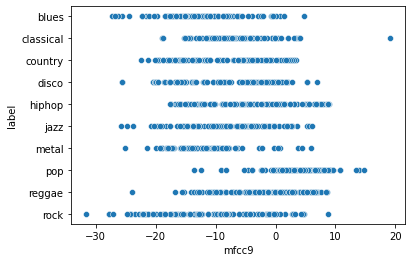 blues
classical
country
disco
hiphop
jazz
metal
pop
reggae
rock
label
−30 −20 −10 0 10 20
mfcc9